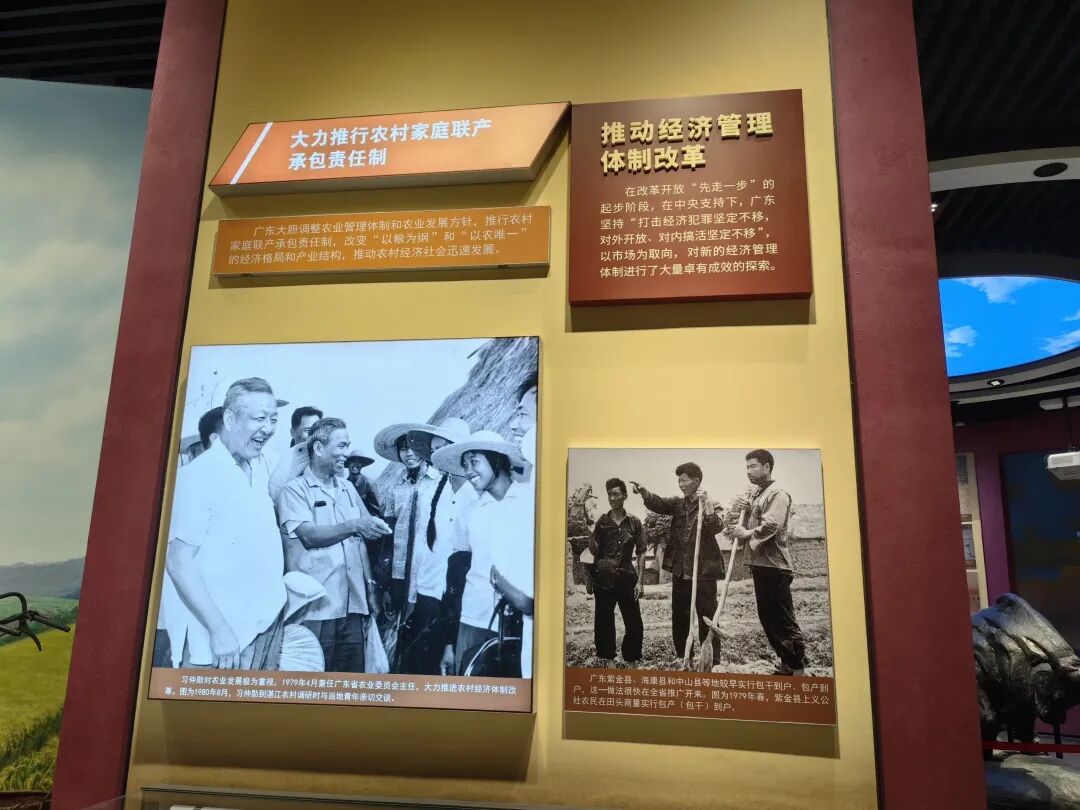 大力推行农村家庭联产
承包责任制
广东大胆调整农业管理体制和农业发展方针，推行农村
家庭联产承包责任制，改变“以粮为纲”和“以农唯一”
的经济格局和产业结构，推动农村经济社会迅速发展。
推动经济管理
体制改革
在改革开放“先走一步”的
起步阶段，在中央支持下，广东
坚持“打击经济犯罪坚定不移，
对外开放、对内搞活坚定不移”，
以市场为取向，对新的经济管理
体制进行了大量卓有成效的探索。
习仲勋对农业发展极为重视，1979年4月兼任广东省农业委员会主任，大力推进农村经济体制改
革。图为1980年8月，习仲勋到湛江农村调研时与当地青年亲切交谈。
广东紫金县、海康县和中山县等地较早实行包干到户、包产到
户，这一做法很快在全省推广开来。图为1979年春，紫金县上义公
社农民在田头商量实行包产（包干）到户。